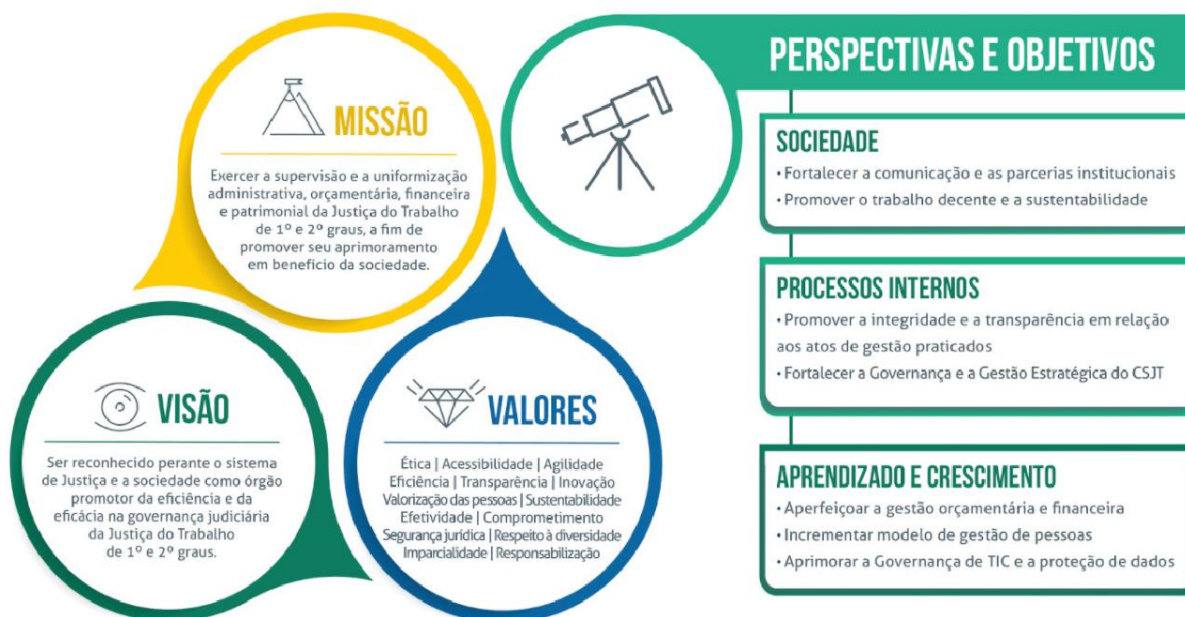 MISSÃO
Exercer a supervisão e a uniformização
administrativa, orçamentária, financeira
e patrimonial da Justiça do Trabalho
de 1º e 2º graus, a fim de
promover seu aprimoramento
em benefício da sociedade.
VISÃO
Ser reconhecido perante o sistema
de Justiça e a sociedade como órgão
promotor da eficiência e da
eficácia na governança judiciária
da Justiça do Trabalho
de 1º e 2º graus.
VALORES
Ética | Acessibilidade | Agilidade
Eficiência | Transparência | Inovação
Valorização das pessoas | Sustentabilidade
Efetividade | Comprometimento
Segurança jurídica | Respeito à diversidade
Imparcialidade | Responsabilização
PERSPECTIVAS E OBJETIVOS
SOCIEDADE
• Fortalecer a comunicação e as parcerias institucionais
• Promover o trabalho decente e a sustentabilidade
PROCESSOS INTERNOS
• Promover a integridade e a transparência em relação
aos atos de gestão praticados
• Fortalecer a Governança e a Gestão Estratégica do CSJT
APRENDIZADO E CRESCIMENTO
• Aperfeiçoar a gestão orçamentária e financeira
• Incrementar modelo de gestão de pessoas
• Aprimorar a Governança de TIC e a proteção de dados